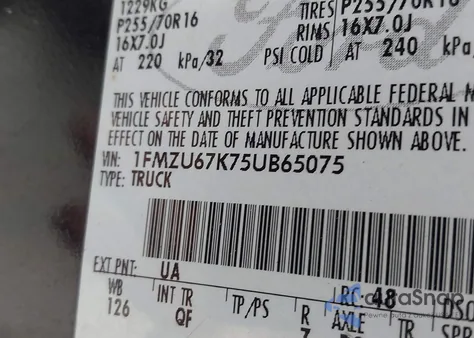 1229KG
P255/70R16
16X7.0J
AT 220 kPa/32
TIRES P255/70R16
RIMS 16X7.0J
PSI COLD AT 240 kPa/
THIS VEHICLE CONFORMS TO ALL APPLICABLE FEDERAL M
VEHICLE SAFETY AND THEFT PREVENTION STANDARDS IN
EFFECT ON THE DATE OF MANUFACTURE SHOWN ABOVE.
VIN: 1FMZU67K75UB65075
TYPE: TRUCK
EXT PNT: UA
RC: 48
WB INT TR TP/PS R AXLE TR
126 QF